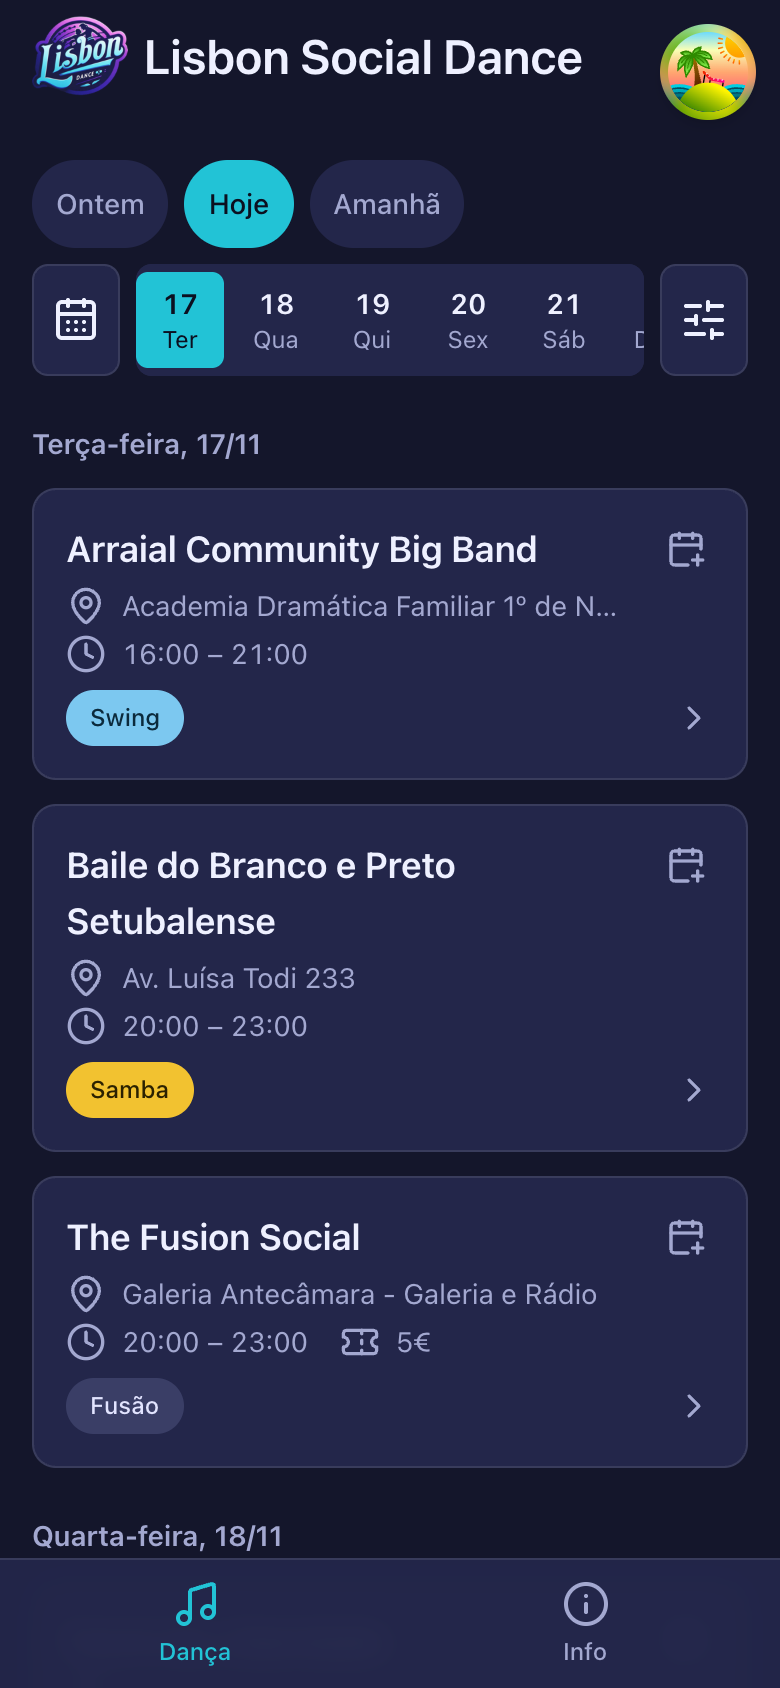 Lisbon
DANCE
Lisbon Social Dance
Ontem
Hoje
Amanhã
17
Ter
18
Qua
19
Qui
20
Sex
21
Sáb
Terça-feira, 17/11
Arraial Community Big Band
Academia Dramática Familiar 1º de N...
16:00 – 21:00
Swing
Baile do Branco e Preto
Setubalense
Av. Luísa Todi 233
20:00 – 23:00
Samba
The Fusion Social
Galeria Antecâmara - Galeria e Rádio
20:00 – 23:00 5€
Fusão
Quarta-feira, 18/11
Dança
Info